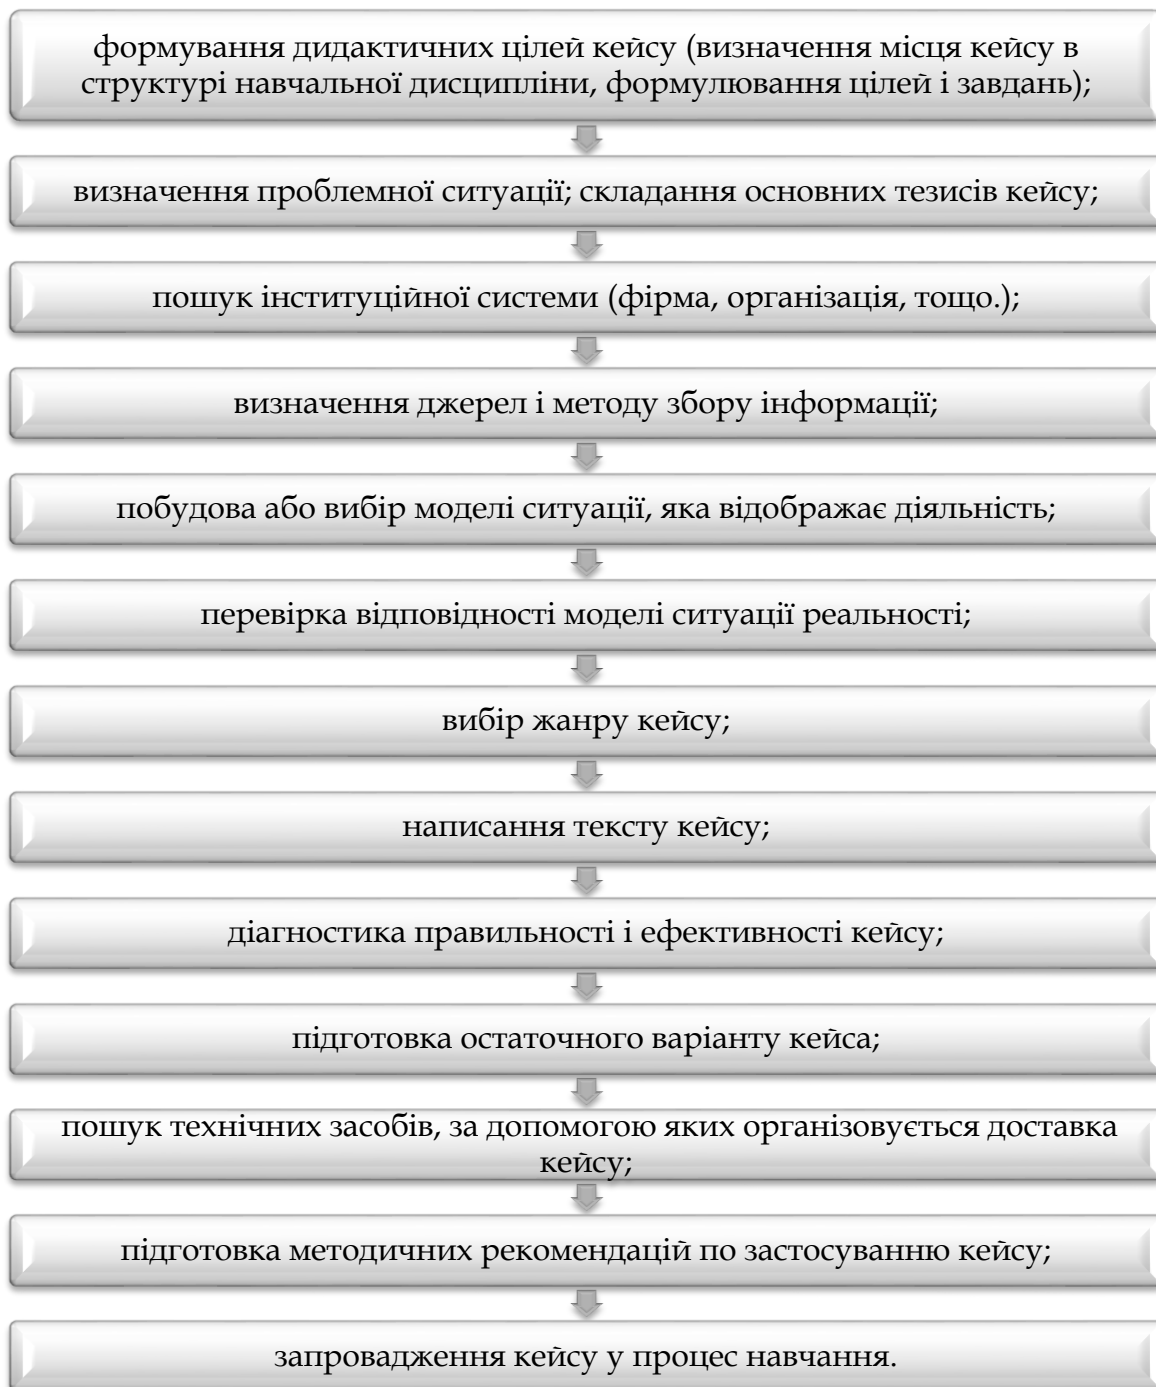 формування дидактичних цілей кейсу (визначення місця кейсу в
структурі навчальної дисципліни, формулювання цілей і завдань);
визначення проблемної ситуації; складання основних тезисів кейсу;
пошук інституційної системи (фірма, організація, тощо.);
визначення джерел і методу збору інформації;
побудова або вибір моделі ситуації, яка відображає діяльність;
перевірка відповідності моделі ситуації реальності;
вибір жанру кейсу;
написання тексту кейсу;
діагностика правильності і ефективності кейсу;
підготовка остаточного варіанту кейса;
пошук технічних засобів, за допомогою яких організовується доставка
кейсу;
підготовка методичних рекомендацій по застосуванню кейсу;
запровадження кейсу у процес навчання.